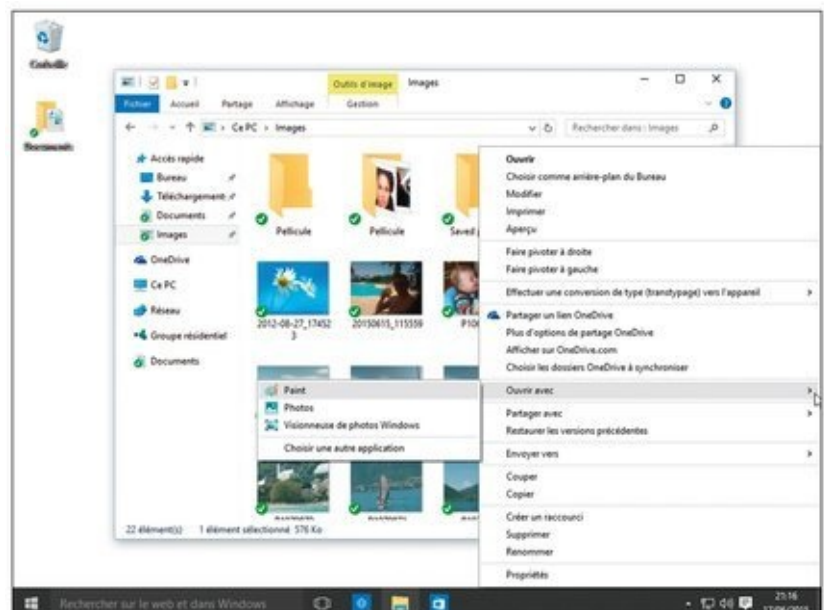 Corbeille
Documents
Outils d'image Images
Fichier Accueil Partage Affichage Gestion
Ce PC > Images
Rechercher dans : Images
Accès rapide
Bureau
Téléchargement
Documents
Images
OneDrive
Ce PC
Réseau
Groupe résidentiel
Documents
Pellicule
Pellicule
Saved
2012-08-27_17452
3
20150615_115559
P100
Ouvrir
Choisir comme arrière-plan du Bureau
Modifier
Imprimer
Aperçu
Faire pivoter à droite
Faire pivoter à gauche
Effectuer une conversion de type (transtypage) vers l'appareil
Partager un lien OneDrive
Plus d'options de partage OneDrive
Afficher sur OneDrive.com
Choisir les dossiers OneDrive à synchroniser
Ouvrir avec
Partager avec
Restaurer les versions précédentes
Envoyer vers
Couper
Copier
Créer un raccourci
Supprimer
Renommer
Propriétés
Paint
Photos
Visionneuse de photos Windows
Choisir une autre application
22 élément(s) 1 élément sélectionné 576 Ko
Rechercher sur le web et dans Windows
21:16